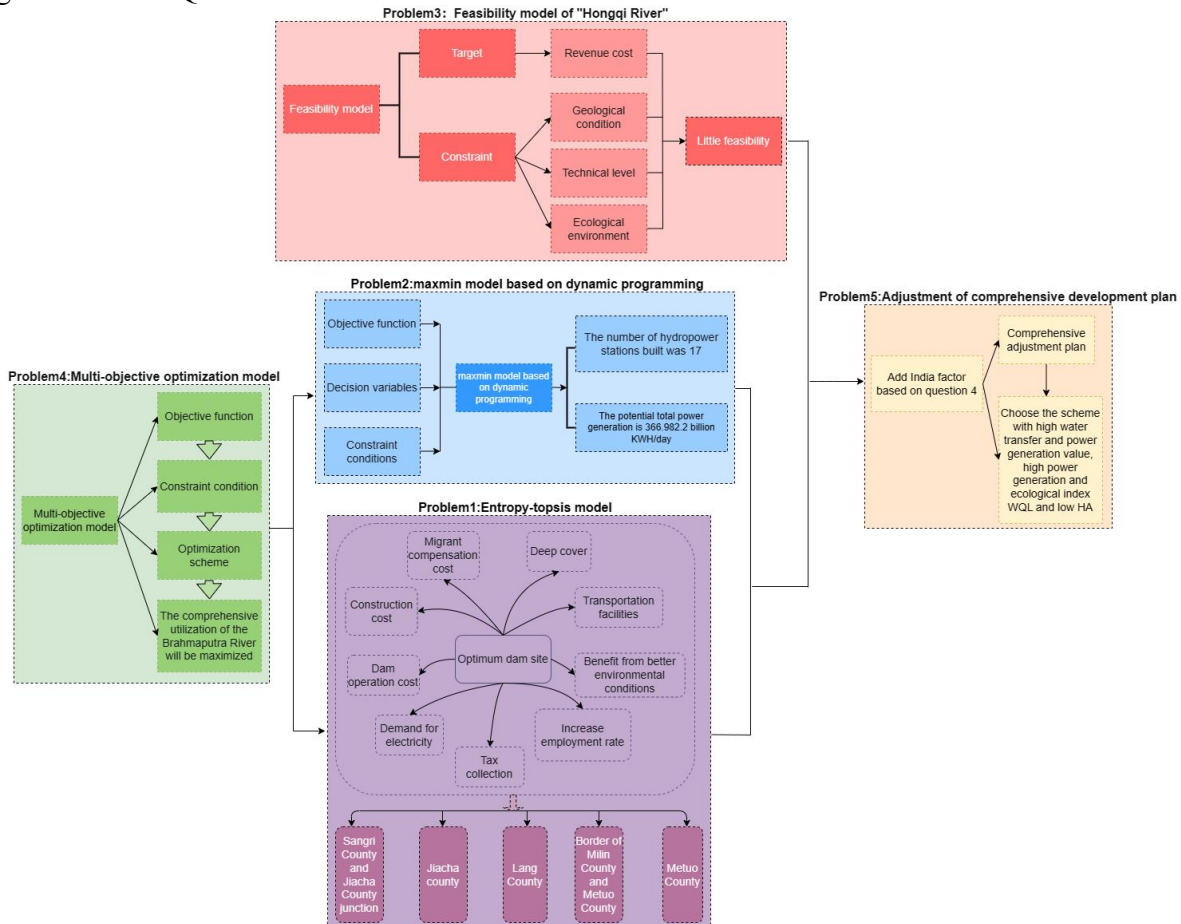 Problem3: Feasibility model of "Hongqi River"
Target
Revenue cost
Feasibility model
Geological
condition
Constraint
Technical level
Little feasibility
Ecological
environment
Problem2:maxmin model based on dynamic programming
Objective function
Decision variables
Constraint
conditions
maxmin model based
on dynamic
programming
The number of hydropower
stations built was 17
The potential total power
generation is 366.982.2 billion
KWH/day
Problem5:Adjustment of comprehensive development plan
Add India factor
based on question 4
Comprehensive
adjustment plan
Choose the scheme
with high water
transfer and power
generation value,
high power
generation and
ecological index
WQL and low HA
Problem4:Multi-objective optimization model
Multi-objective
optimization model
Objective function
Constraint condition
Optimization
scheme
The comprehensive
utilization of the
Brahmaputra River
will be maximized
Problem1:Entropy-topsis model
Migrant
compensation
cost
Deep cover
Construction
cost
Transportation
facilities
Optimum dam site
Dam
operation cost
Benefit from better
environmental
conditions
Demand for
electricity
Increase
employment rate
Tax
collection
Sangri
County
and
Jiacha
County
junction
Jiacha
county
Lang
County
Border of
Milin
County
and
Metuo
County
Metuo
County